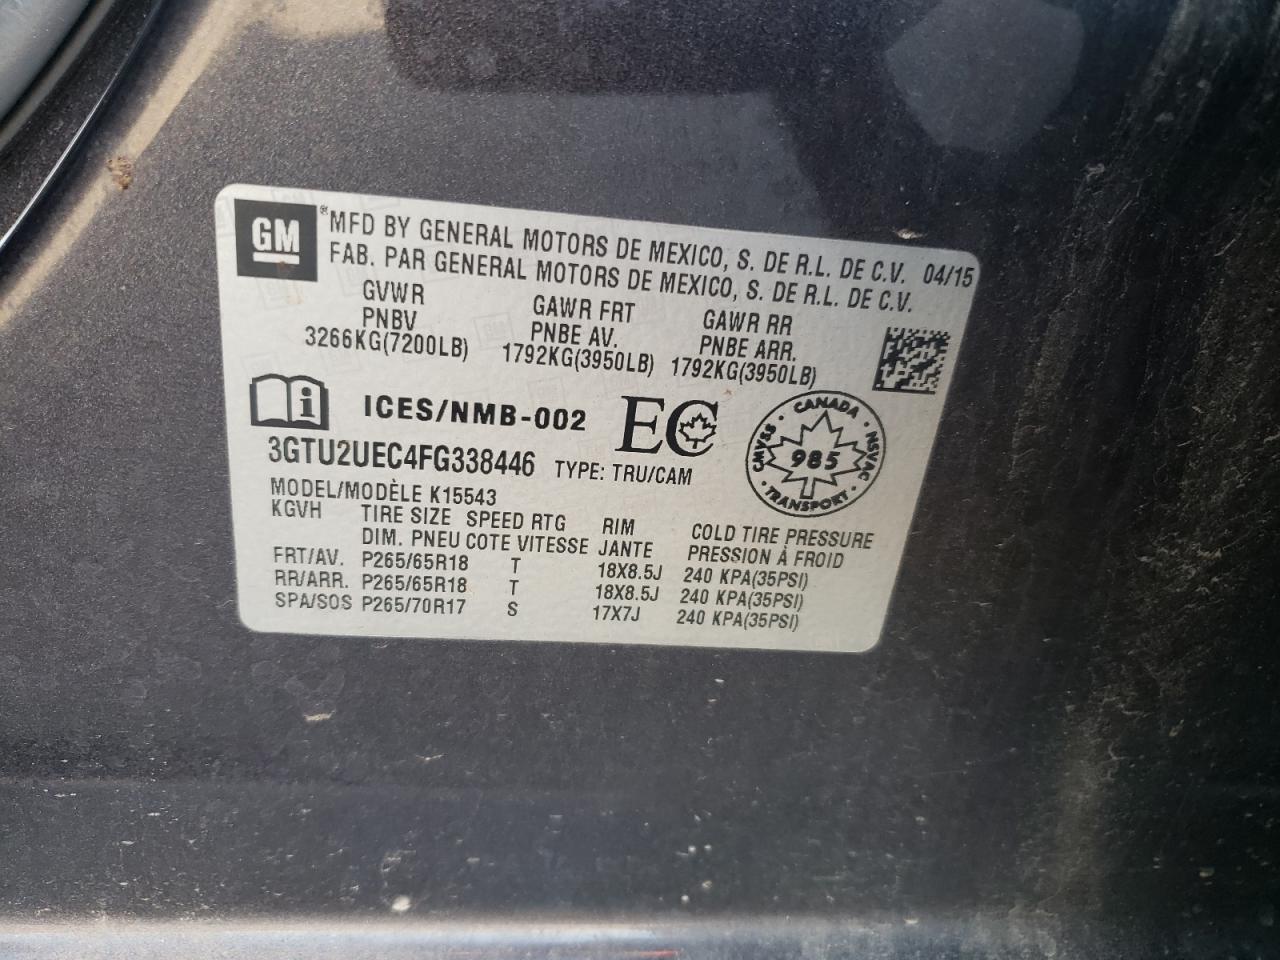 GM
®
MFD BY GENERAL MOTORS DE MEXICO, S. DE R.L. DE C.V. 04/15
FAB. PAR GENERAL MOTORS DE MEXICO, S. DE R.L. DE C.V.
GVWR GAWR FRT GAWR RR
PNBV PNBE AV. PNBE ARR.
3266KG(7200LB) 1792KG(3950LB) 1792KG(3950LB)
i ICES/NMB-002 EC
CANADA
CMVSS 985 NSVAC
TRANSPORT
3GTU2UEC4FG338446 TYPE: TRU/CAM
MODEL/MODÈLE K15543
KGVH TIRE SIZE SPEED RTG RIM COLD TIRE PRESSURE
DIM. PNEU COTE VITESSE JANTE PRESSION À FROID
FRT/AV. P265/65R18 T 18X8.5J 240 KPA(35PSI)
RR/ARR. P265/65R18 T 18X8.5J 240 KPA(35PSI)
SPA/SOS P265/70R17 S 17X7J 240 KPA(35PSI)